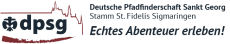 Deutsche Pfadfinderschaft Sankt Georg
dpsg Stamm St. Fidelis Sigmaringen
Echtes Abenteuer erleben!